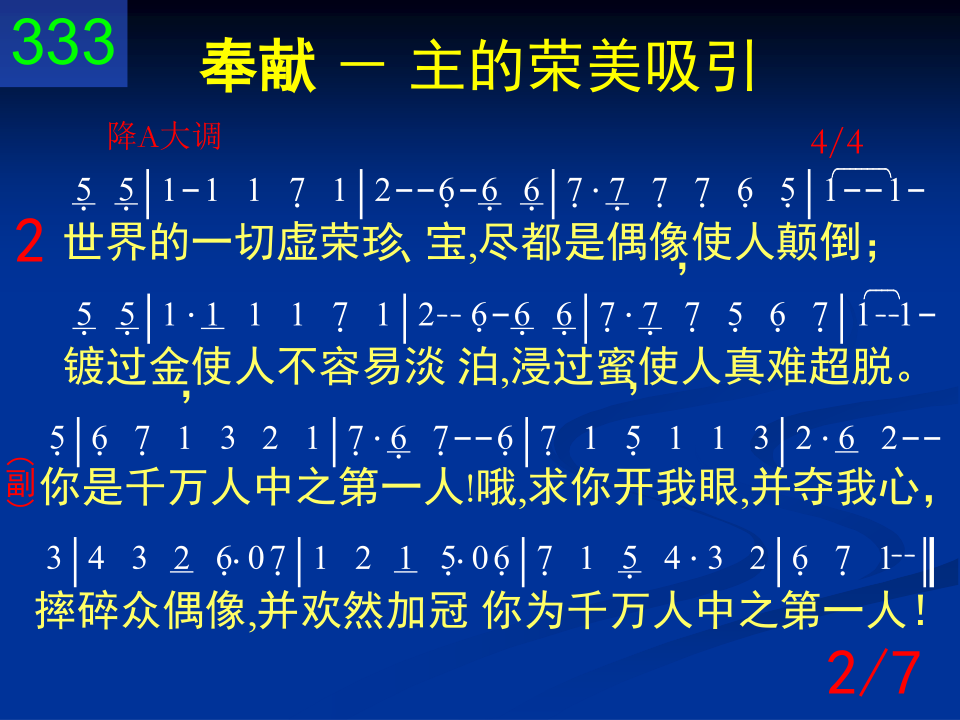 333
奉献 － 主的荣美吸引
降A大调
4/4
5 5|1-1 1 7 1|2--6-6 6|7·7 7 7 6 5|1--1-
2 世界的一切虚荣珍、宝,尽都是偶像,使人颠倒；
5 5|1·1 1 1 7 1|2--6-6 6|7·7 7 5 6 7|1--1-
镀过金,使人不容易淡 泊,浸过蜜,使人真难超脱。
5|6 7 1 3 2 1|7·6 7--6|7 1 5 1 1 3|2·6 2--
（副）你是千万人中之第一人!哦,求你开我眼,并夺我心，
3|4 3 2 6·07|1 2 1 5·06|7 1 5 4·3 2|6 7 1--‖
摔碎众偶像,并欢然加冠 你为千万人中之第一人！
2/7